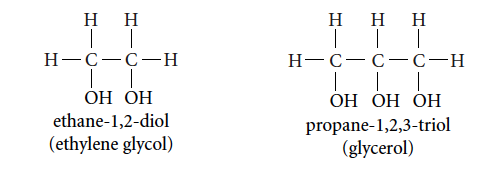 H H
H—C—C—H
OH OH
ethane-1,2-diol
(ethylene glycol)
H H H
H—C—C—C—H
OH OH OH
propane-1,2,3-triol
(glycerol)